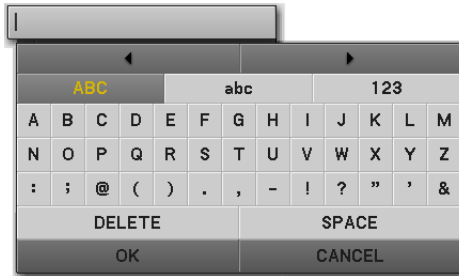 ABC abc 123
A B C D E F G H I J K L M
N O P Q R S T U V W X Y Z
: ; @ ( ) . , - ! ? ” ’ &
DELETE SPACE
OK CANCEL